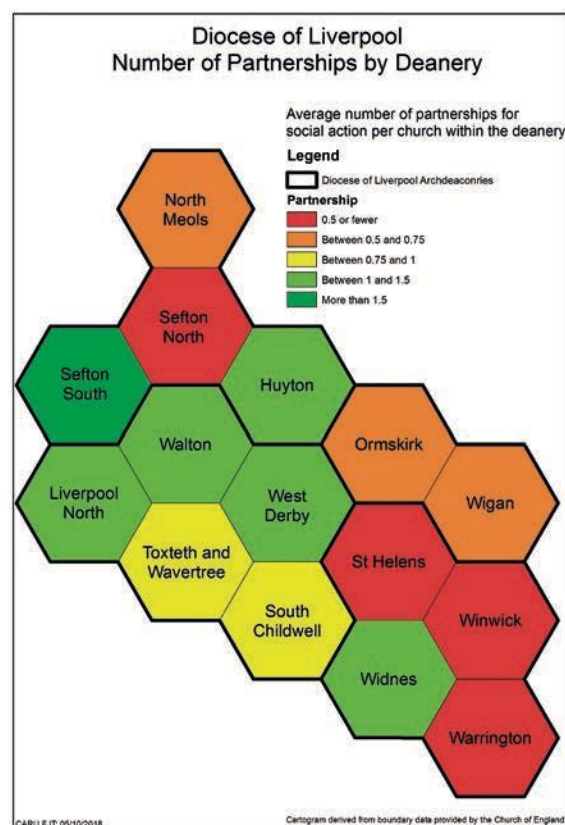 Diocese of Liverpool
Number of Partnerships by Deanery
Average number of partnerships for
social action per church within the deanery
Legend
Diocese of Liverpool Archdeaconries
Partnership
0.5 or fewer
Between 0.5 and 0.75
Between 0.75 and 1
Between 1 and 1.5
More than 1.5
North
Meols
Sefton
North
Sefton
South
Huyton
Walton
Ormskirk
Liverpool
North
West
Derby
Wigan
Toxteth and
Wavertree
St Helens
South
Childwell
Winwick
Widnes
Warrington
05/10/2018
Cartogram derived from boundary data provided by the Church of England